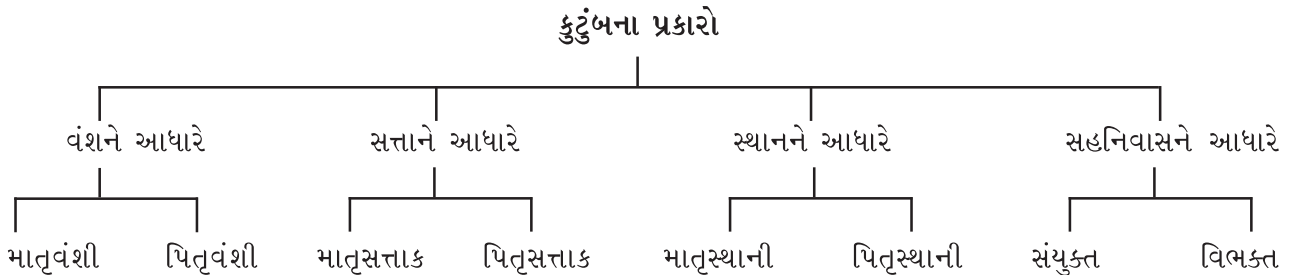 કુટુંબના પ્રકારો
વંશને આધારે સત્તાને આધારે સ્થાનને આધારે સહનિવાસને આધારે
માતૃવંશી પિતૃવંશી માતૃસત્તાક પિતૃસત્તાક માતૃસ્થાની પિતૃસ્થાની સંયુક્ત વિભક્ત